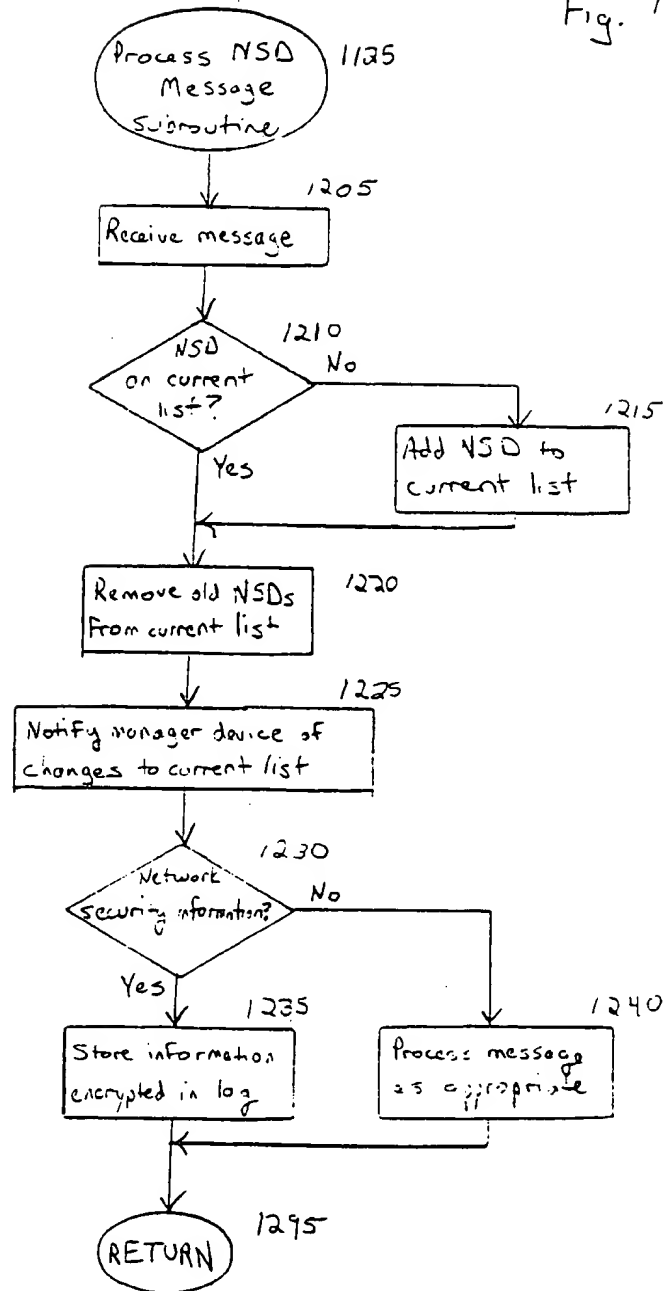 Fig. 1
Process NSD
Message
subroutine
1125
1205
Receive message
1210
NSD
on current
list?
No
1215
Add NSD to
current list
Yes
1220
Remove old NSDs
From current list
1225
Notify manager device of
changes to current list
1230
Network
security information?
No
Yes
1235
1240
Store information
encrypted in log
Process message
as appropriate
1295
RETURN